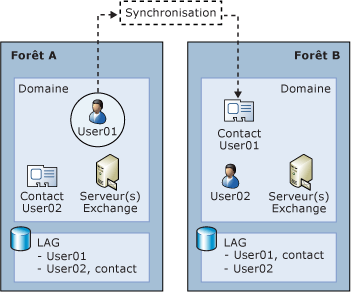 Synchronisation
Forêt A
Domaine
User01
Contact
User02
Serveur(s)
Exchange
LAG
- User01
- User02, contact
Forêt B
Domaine
Contact
User01
User02
Serveur(s)
Exchange
LAG
- User01, contact
- User02